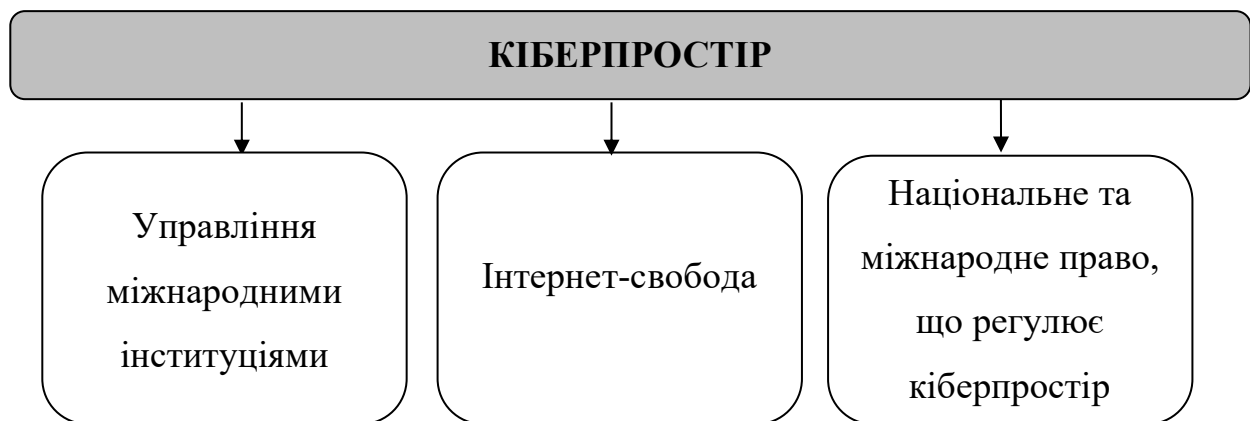 КІБЕРПРОСТІР
Управління
міжнародними
інституціями
Інтернет-свобода
Національне та
міжнародне право,
що регулює
кіберпростір